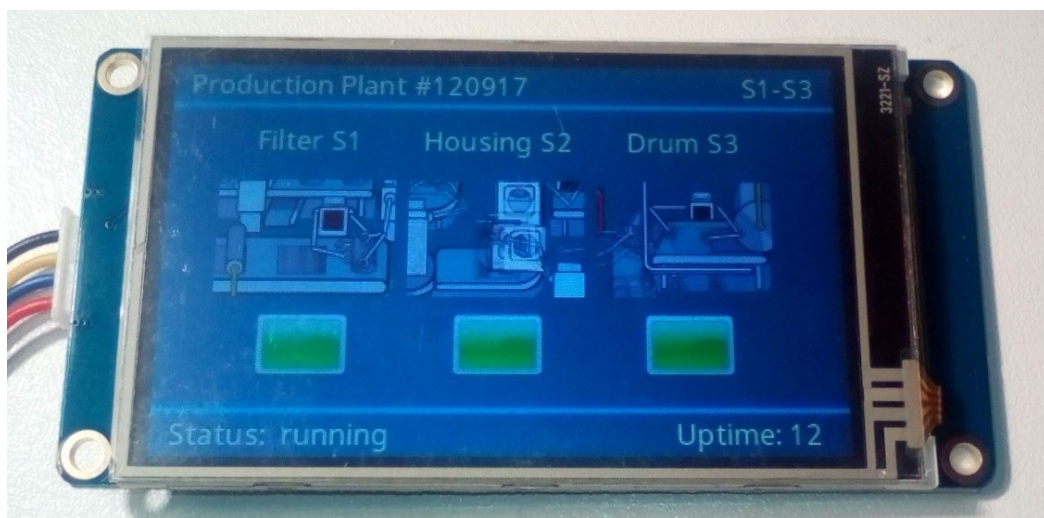 Production Plant #120917 S1-S3
Filter S1 Housing S2 Drum S3
Status: running Uptime: 12
3221-SZ